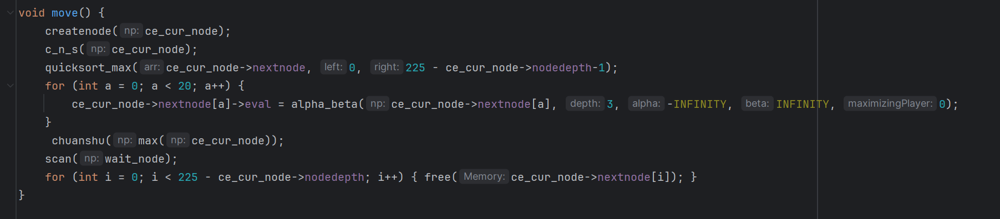 void move() {
    createnode( np: ce_cur_node);
    c_n_s( np: ce_cur_node);
    quicksort_max( arr: ce_cur_node->nextnode, left: 0, right: 225 - ce_cur_node->nodedepth-1);
    for (int a = 0; a < 20; a++) {
        ce_cur_node->nextnode[a]->eval = alpha_beta( np: ce_cur_node->nextnode[a], depth: 3, alpha: -INFINITY, beta: INFINITY, maximizingPlayer: 0);
    }
     chuanshu( np: max( np: ce_cur_node));
    scan( np: wait_node);
    for (int i = 0; i < 225 - ce_cur_node->nodedepth; i++) { free( Memory: ce_cur_node->nextnode[i]); }
}